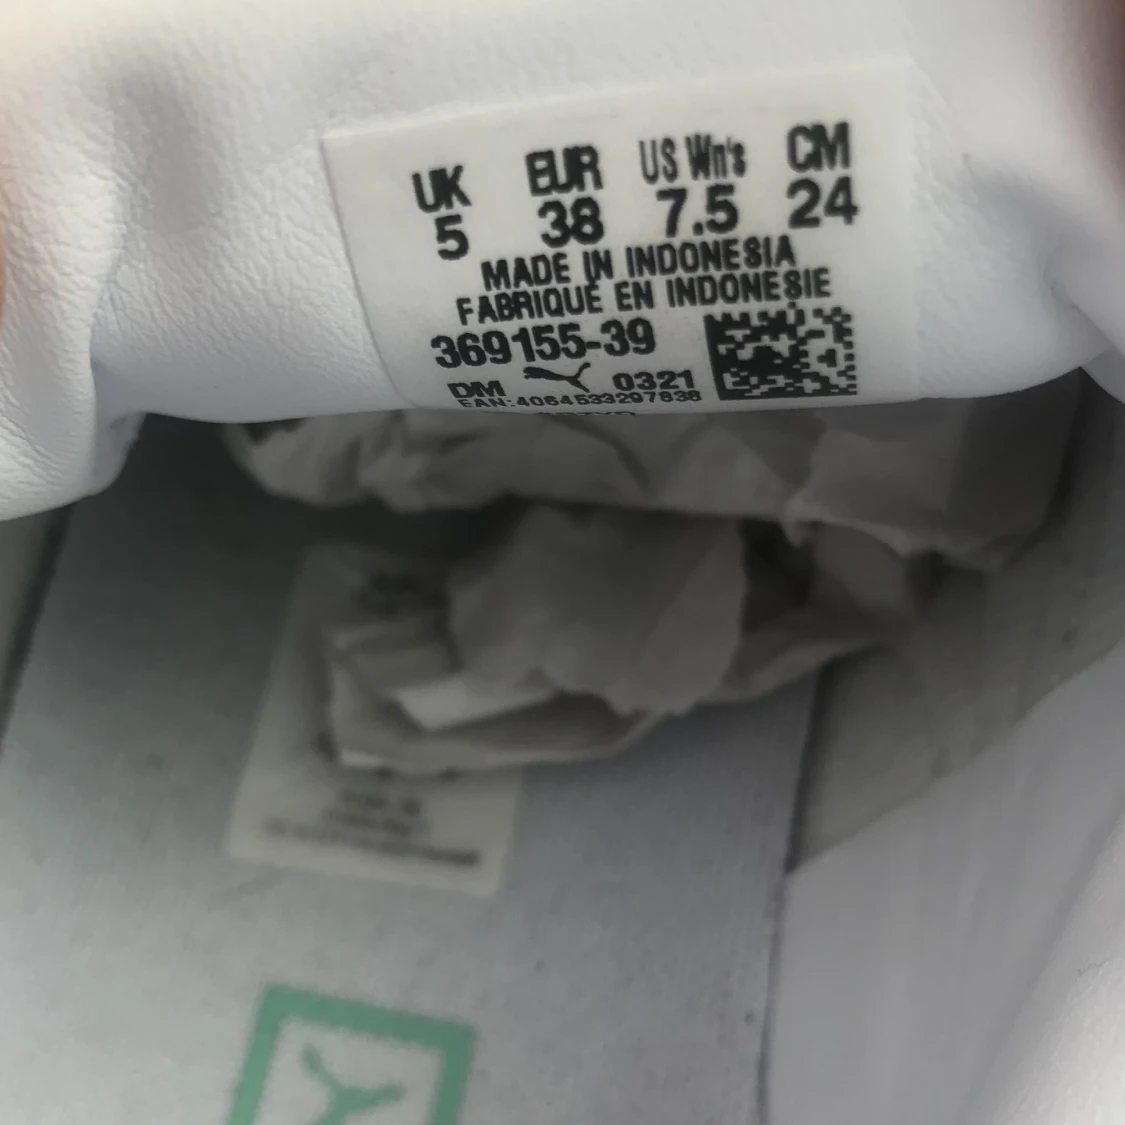 UK EUR US Wn's CM
5 38 7.5 24
MADE IN INDONESIA
FABRIQUÉ EN INDONÉSIE
369155-39
DM 0321
EAN:4064533297838